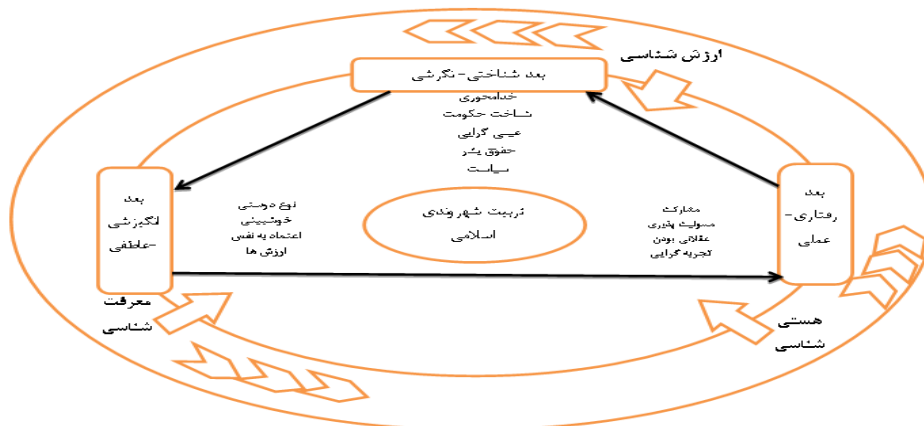 ارزش شناسی
بعد شناختی-نگرشی
خدامحوری
شناخت حکومت
عینی گرایی
حقوق بشر
سیاست
بعد
انگیزشی
-عاطفی
نوع دوستی
خوشبینی
اعتماد به نفس
ارزش ها
تربیت شهروندی
اسلامی
مشارکت
مسولیت پذیری
عقلانی بودن
تجربه گرایی
بعد
رفتاری-
عملی
معرفت
شناسی
هستی
شناسی